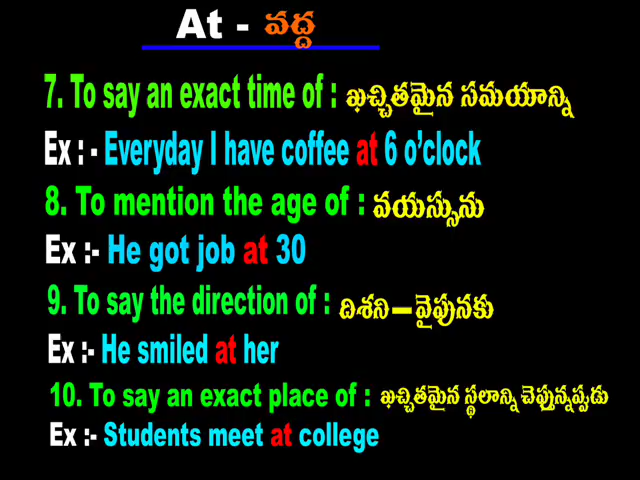 At - వద్ద
7. To say an exact time of : ఖచ్చితమైన సమయాన్ని
Ex : - Everyday I have coffee at 6 o'clock
8. To mention the age of : వయస్సును
Ex :- He got job at 30
9. To say the direction of : దిశని – వైపునకు
Ex :- He smiled at her
10. To say an exact place of : ఖచ్చితమైన స్థలాన్ని చెప్తున్నప్పడు
Ex :- Students meet at college